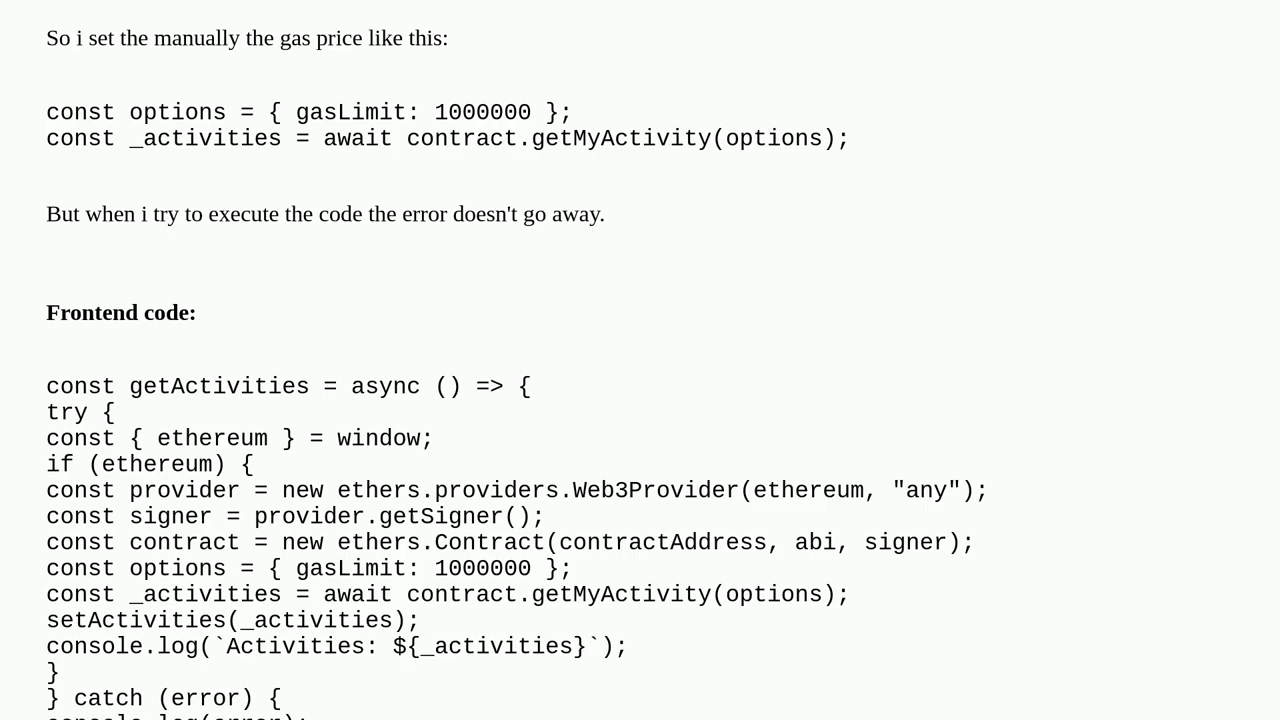 So i set the manually the gas price like this:
const options = { gasLimit: 1000000 };
const _activities = await contract.getMyActivity(options);
But when i try to execute the code the error doesn't go away.
Frontend code:
const getActivities = async () => {
try {
const { ethereum } = window;
if (ethereum) {
const provider = new ethers.providers.Web3Provider(ethereum, "any");
const signer = provider.getSigner();
const contract = new ethers.Contract(contractAddress, abi, signer);
const options = { gasLimit: 1000000 };
const _activities = await contract.getMyActivity(options);
setActivities(_activities);
console.log(`Activities: ${_activities}`);
}
} catch (error) {
console.log(error);